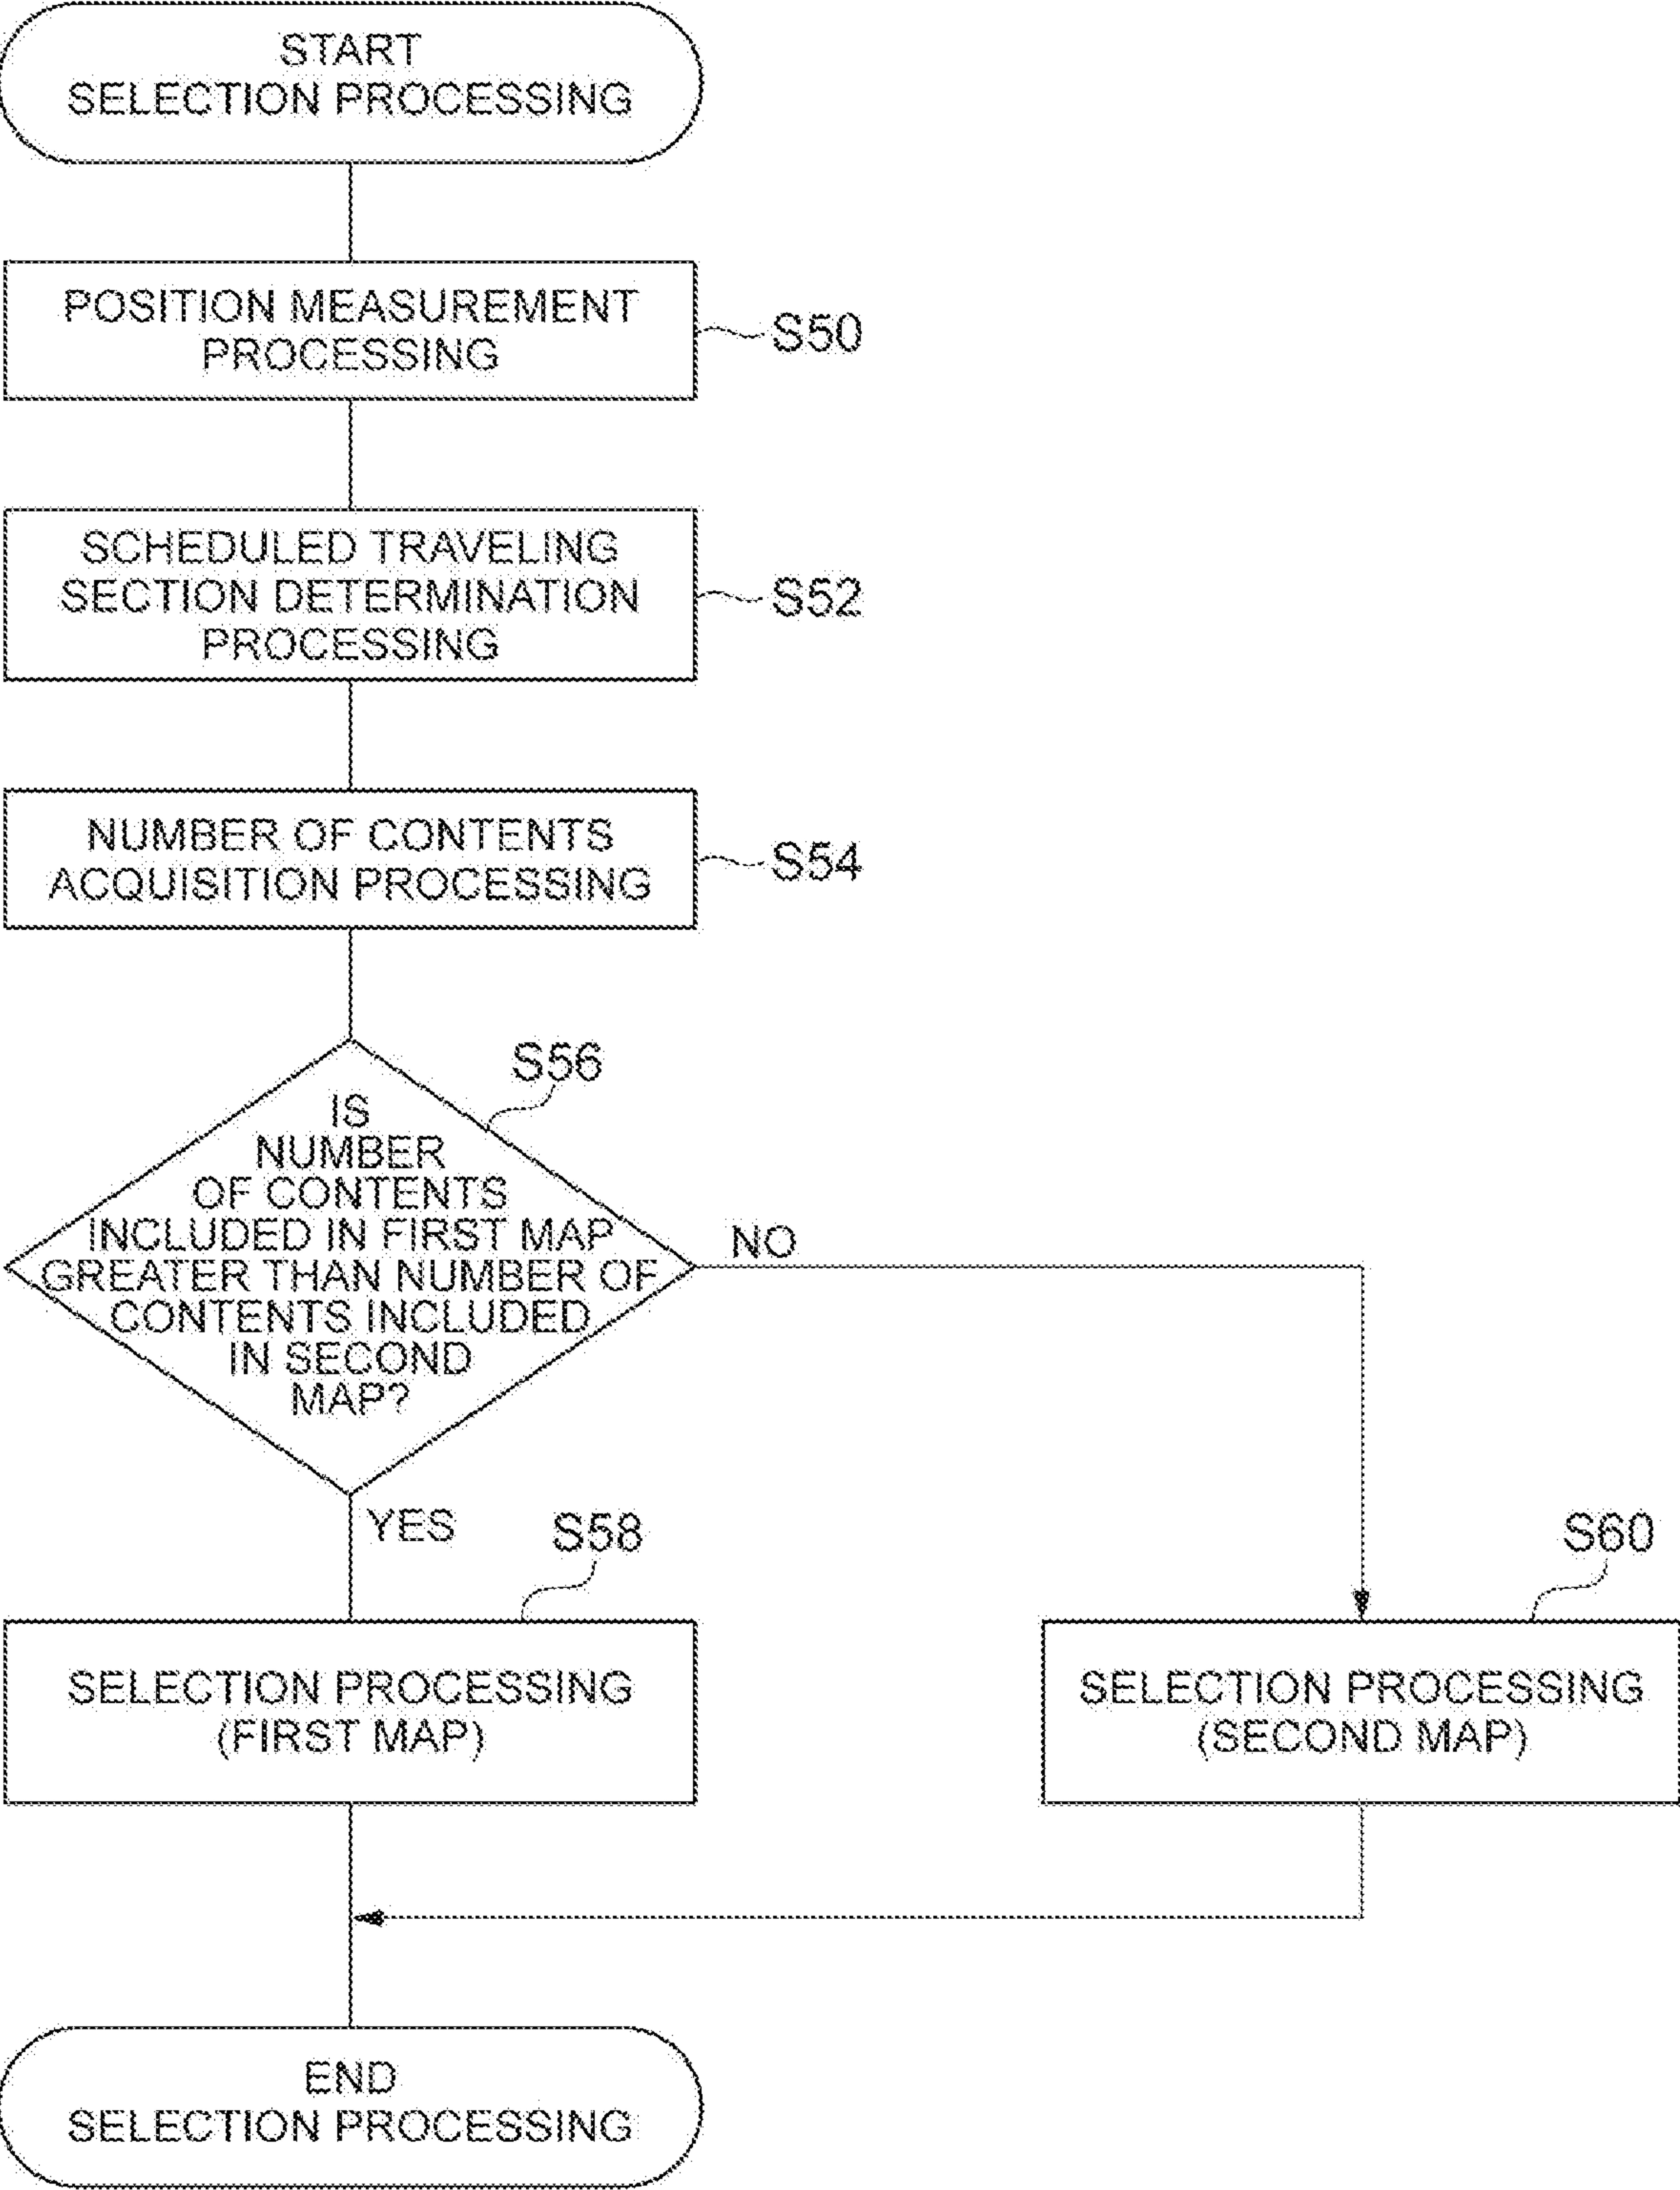 START
SELECTION PROCESSING
POSITION MEASUREMENT
PROCESSING
S50
SCHEDULED TRAVELING
SECTION DETERMINATION
PROCESSING
S52
NUMBER OF CONTENTS
ACQUISITION PROCESSING
S54
S56
IS
NUMBER
OF CONTENTS
INCLUDED IN FIRST MAP
GREATER THAN NUMBER OF
CONTENTS INCLUDED
IN SECOND
MAP?
NO
YES
S58
SELECTION PROCESSING
(FIRST MAP)
S60
SELECTION PROCESSING
(SECOND MAP)
END
SELECTION PROCESSING